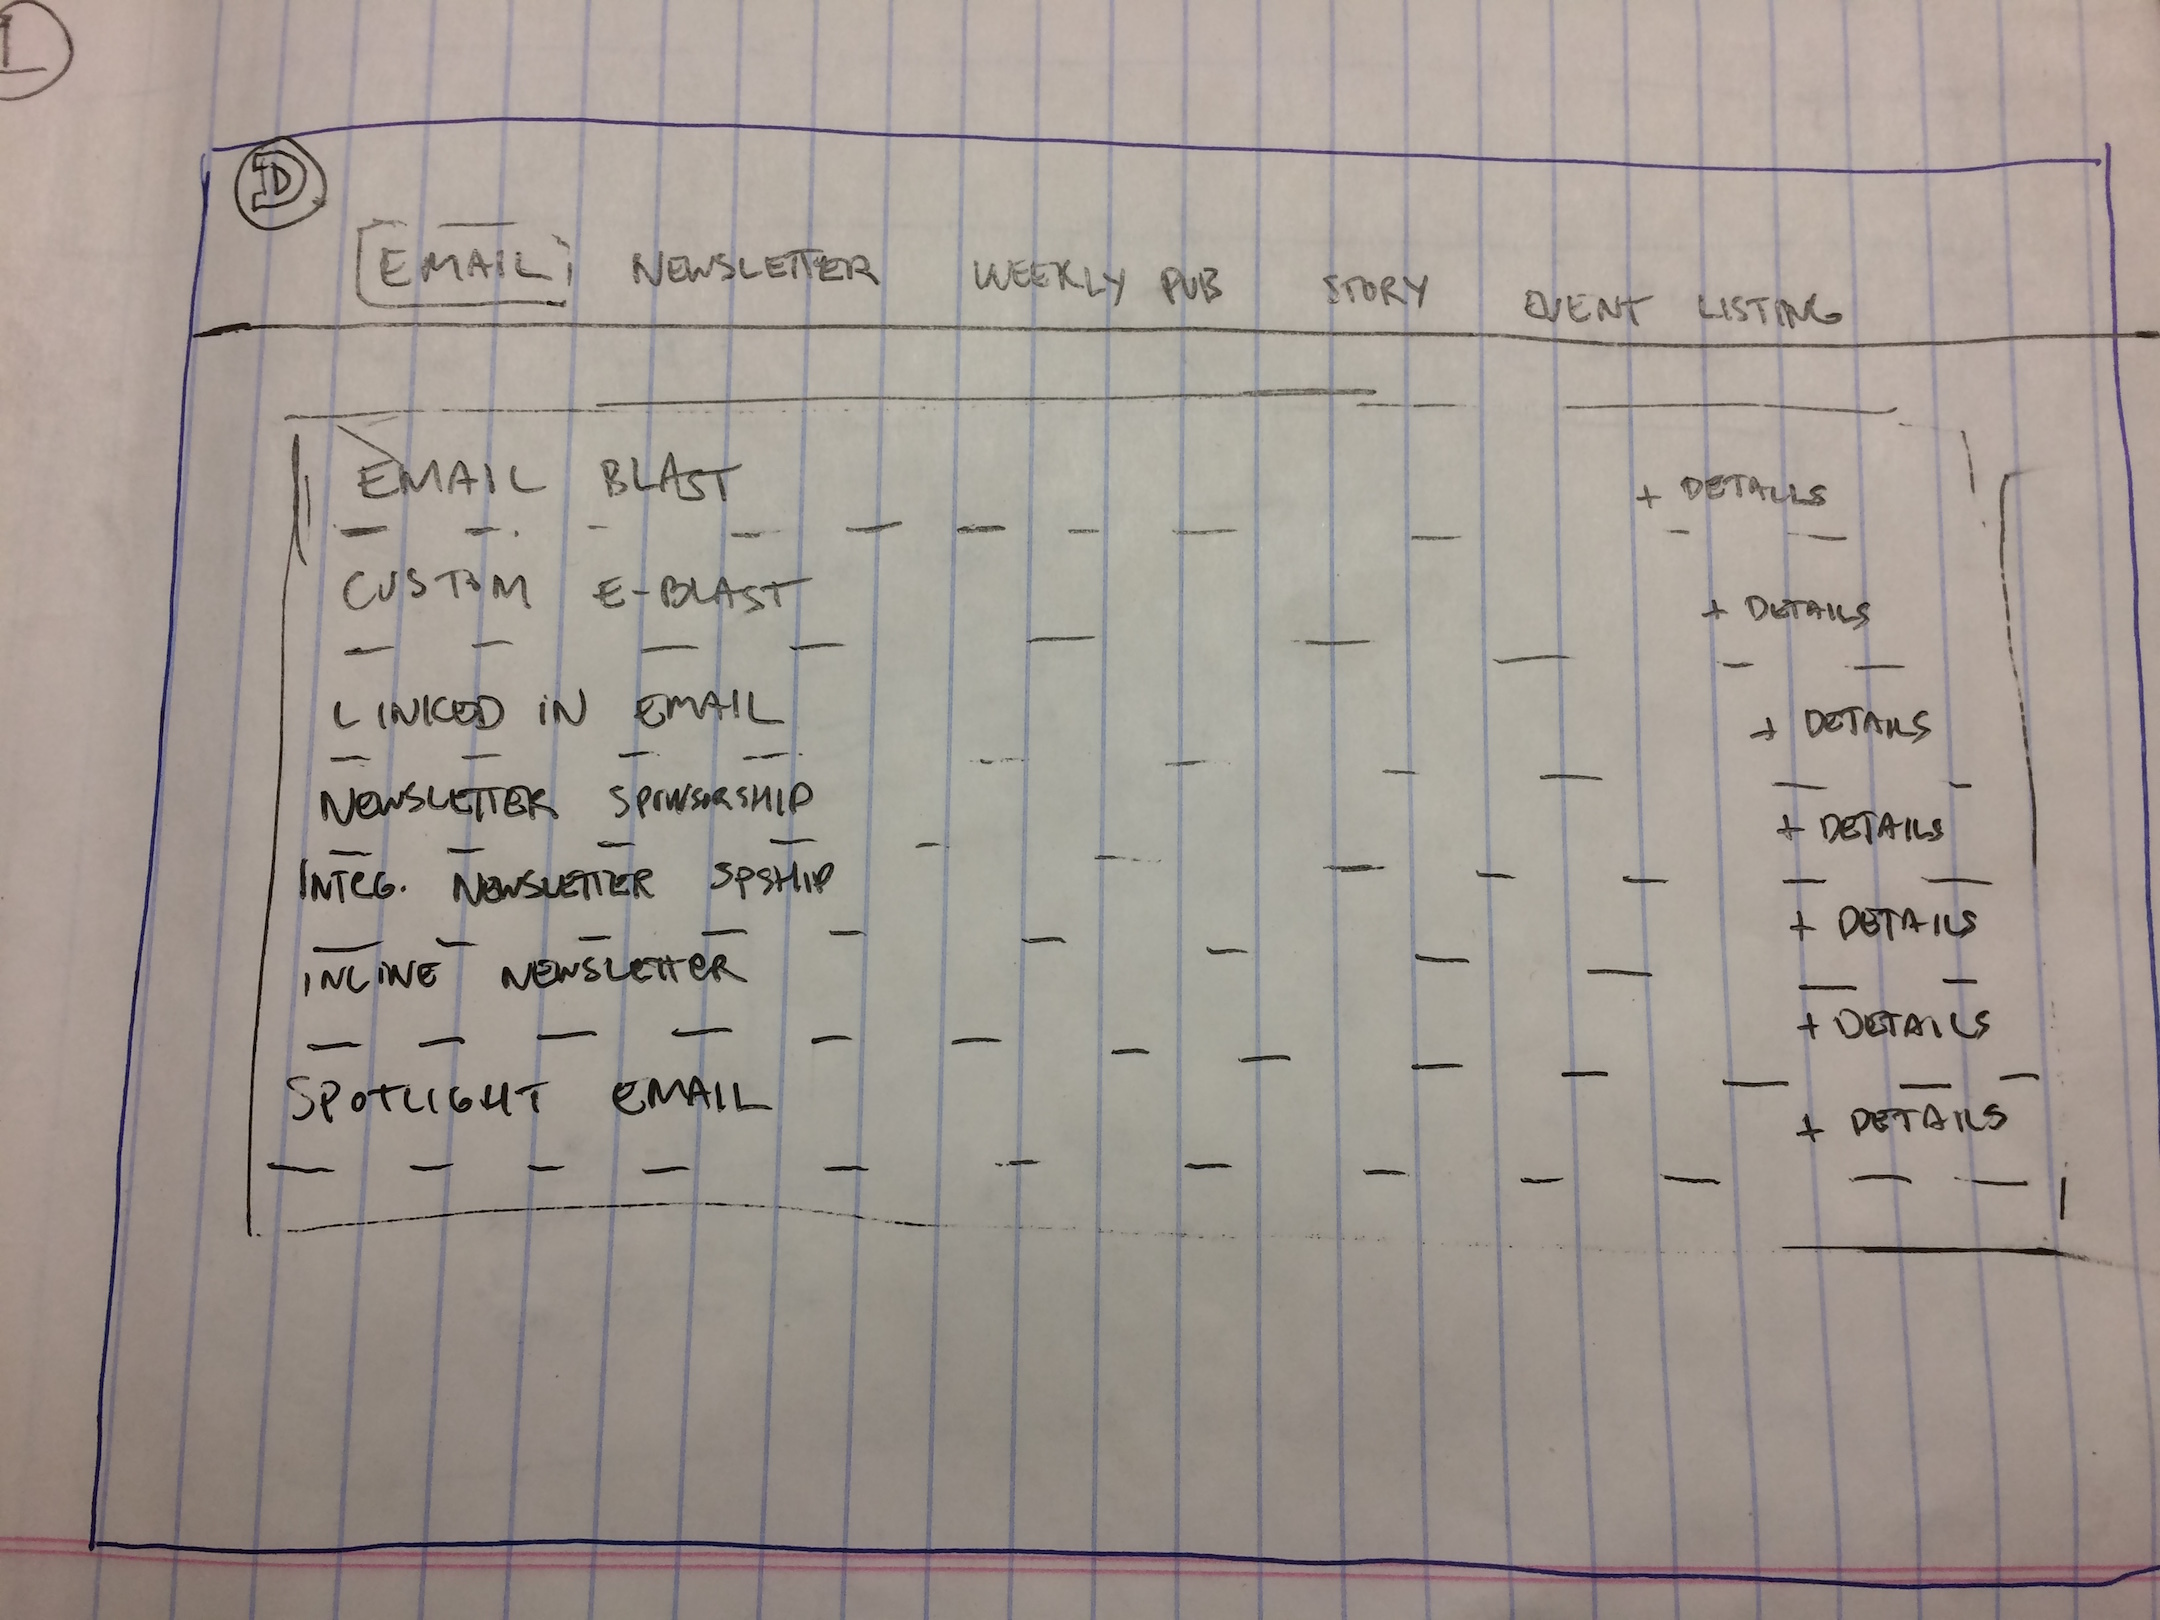 1
D
EMAIL NEWSLETTER WEEKLY PUB STORY EVENT LISTING
EMAIL BLAST + DETAILS
CUSTOM E-BLAST + DETAILS
LINKED IN EMAIL + DETAILS
NEWSLETTER SPONSORSHIP + DETAILS
INTEG. NEWSLETTER SPSHIP + DETAILS
INLINE NEWSLETTER + DETAILS
SPOTLIGHT EMAIL + DETAILS